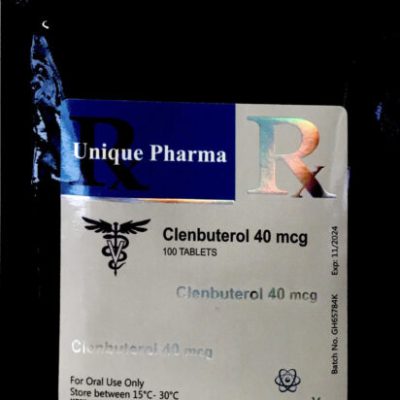 Rx
Unique Pharma
Rx
Clenbuterol 40 mcg
100 TABLETS
Clenbuterol 40 mcg
Clenbuterol 40 mcg
For Oral Use Only
Store between 15°C- 30°C
Batch No. GH65784K
Exp: 11/2024